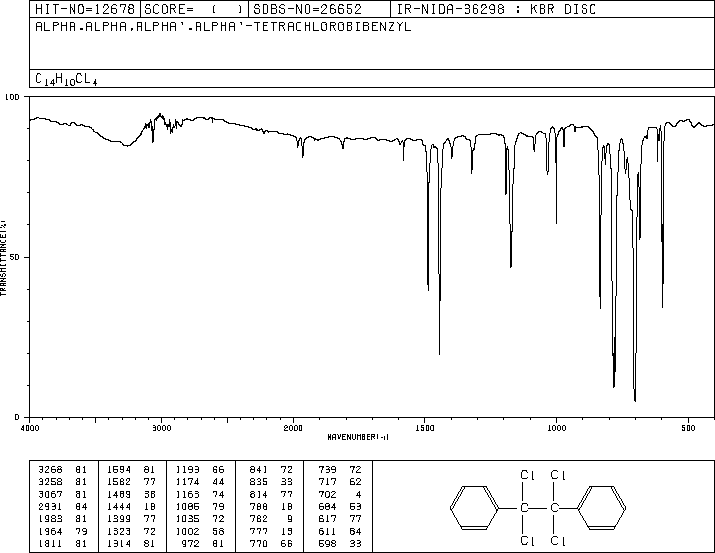 HIT-NO=12678 SCORE= ( ) SDBS-NO=26652 IR-NIDA-36298 : KBR DISC
ALPHA,ALPHA,ALPHA',ALPHA'-TETRACHLOROBIBENZYL
C14H10CL4
100
50
0
TRANSMITTANCE(%)
4000 3000 2000 1500 1000 500
WAVENUMBER(-1)
3268 81 1594 81 1193 66 841 72 739 72
3258 81 1582 77 1174 44 835 33 717 62
3067 81 1489 38 1163 74 814 77 702 4
2931 84 1444 18 1086 79 788 18 684 53
1983 81 1399 77 1035 72 782 9 617 77
1964 79 1323 72 1002 58 777 19 611 64
1811 81 1314 81 972 81 770 66 598 33
Cl Cl
Cl Cl